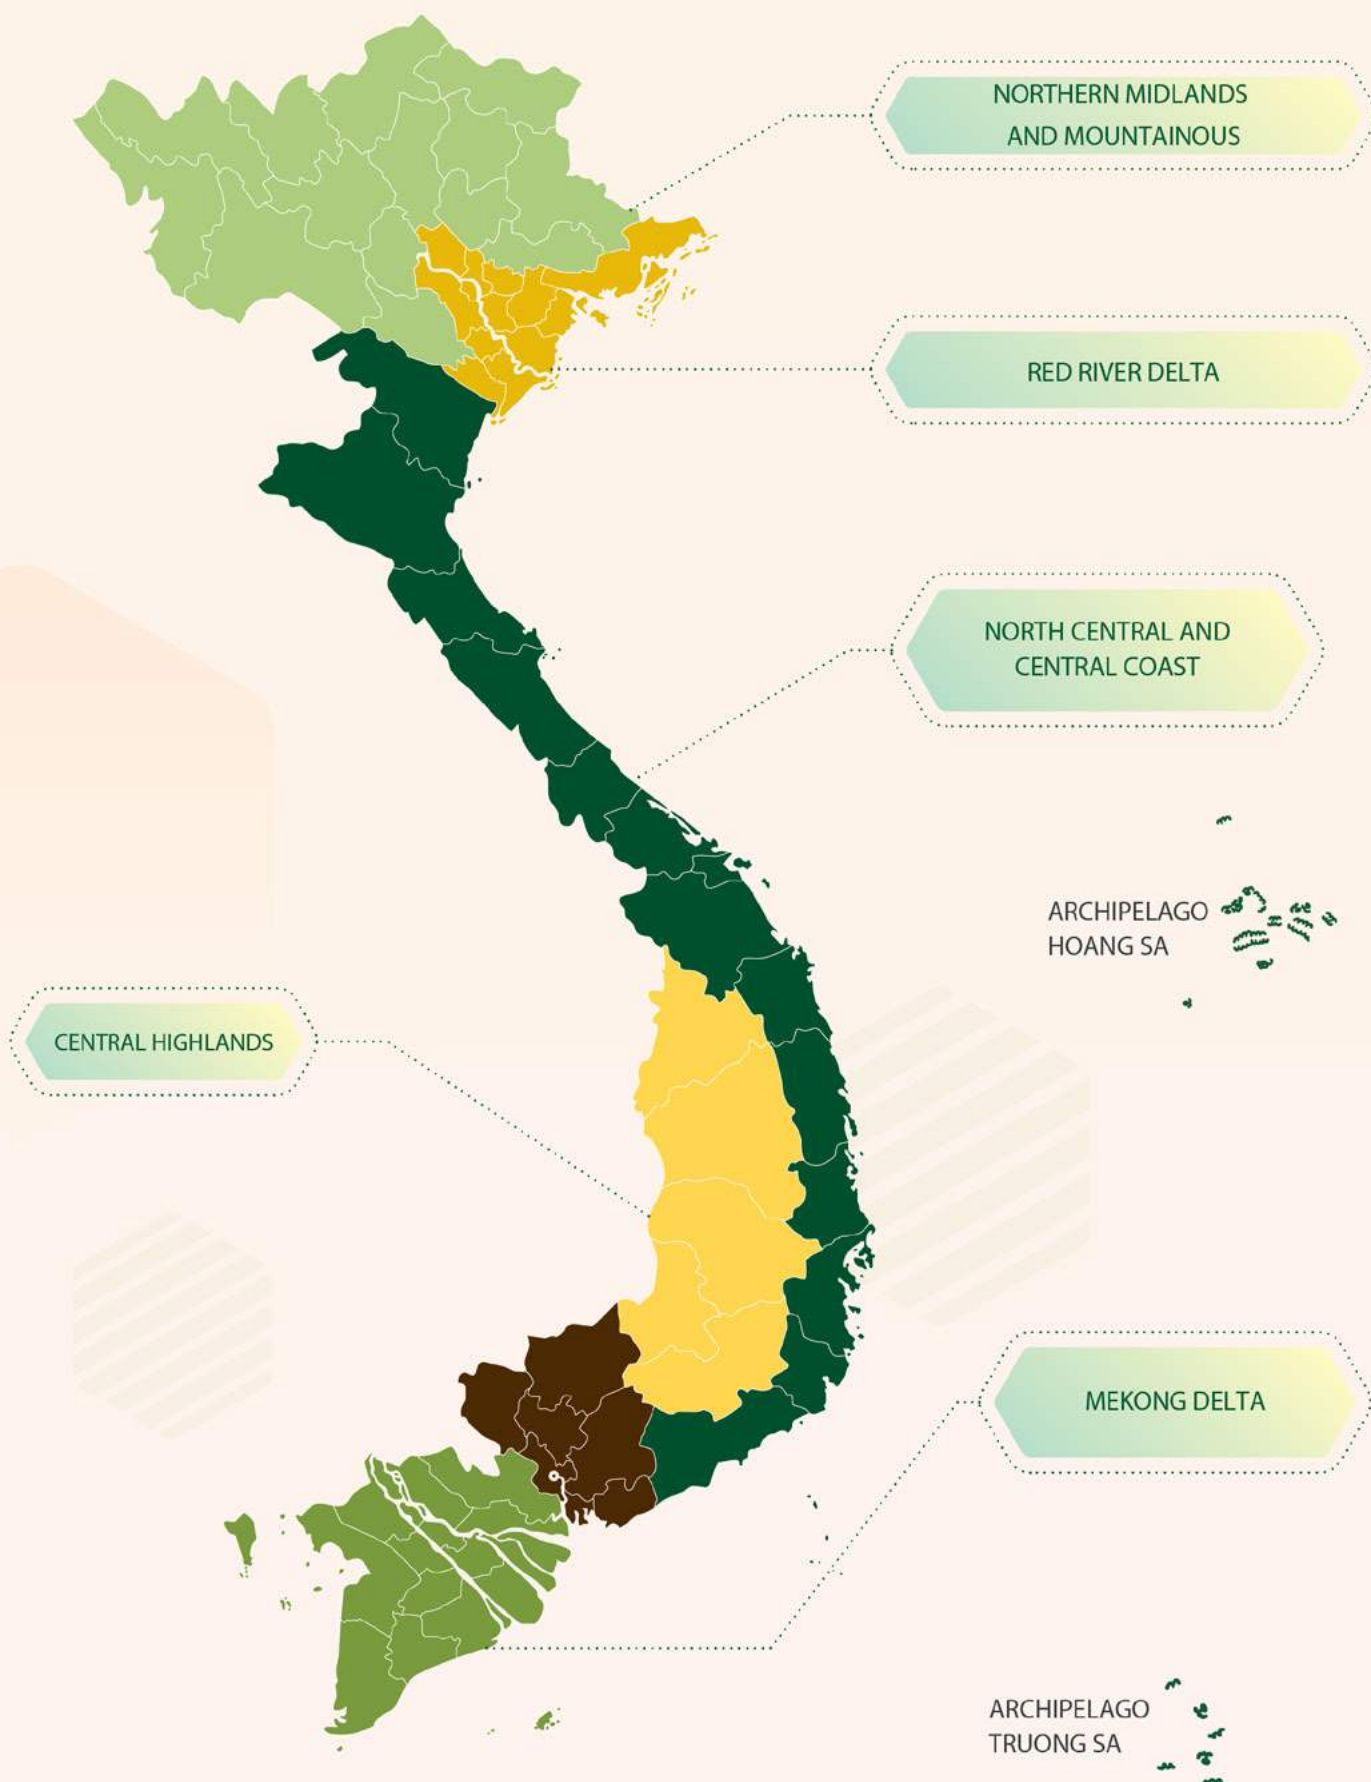 NORTHERN MIDLANDS
AND MOUNTAINOUS
RED RIVER DELTA
NORTH CENTRAL AND
CENTRAL COAST
ARCHIPELAGO
HOANG SA
CENTRAL HIGHLANDS
MEKONG DELTA
ARCHIPELAGO
TRUONG SA